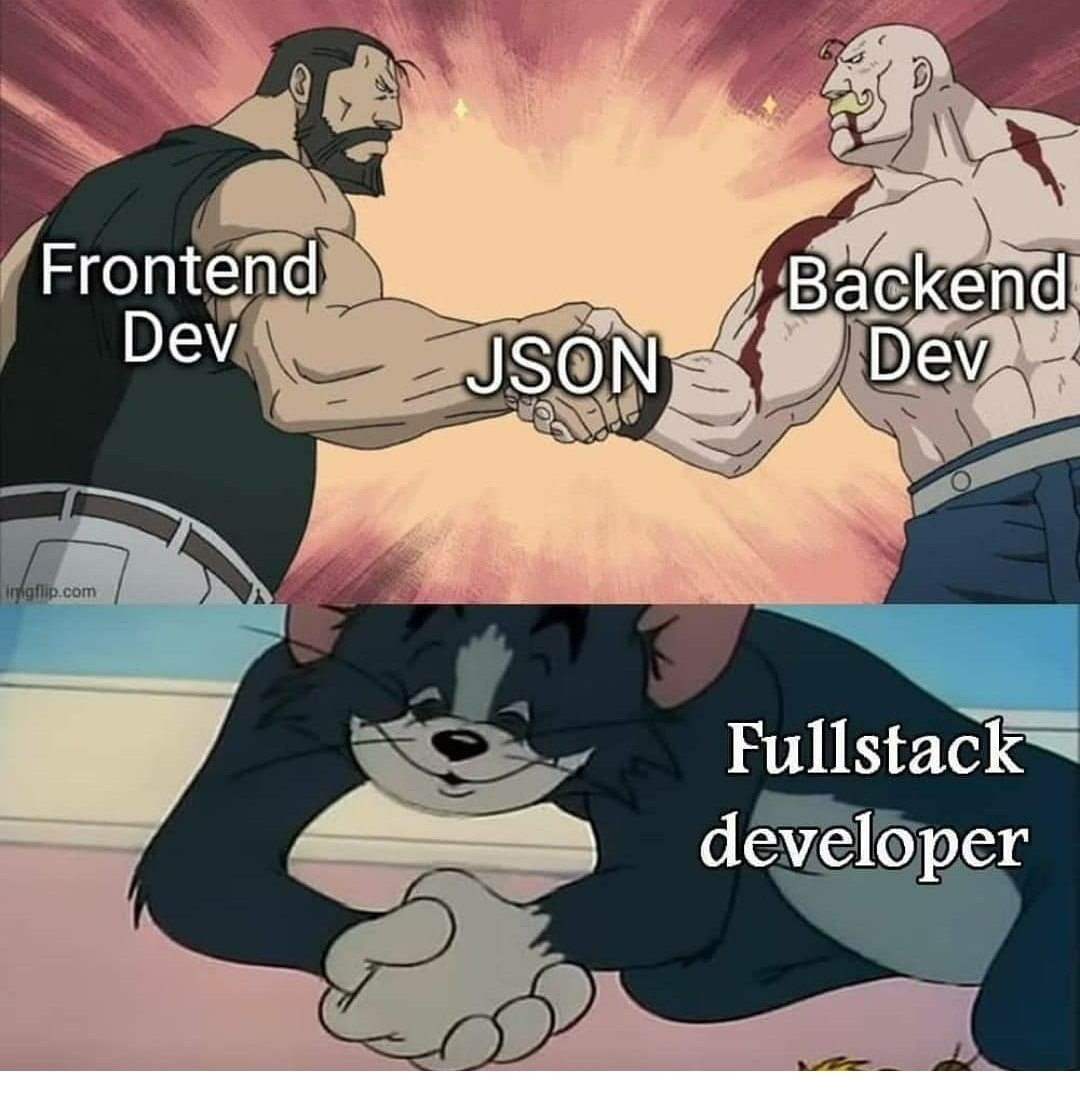 Frontend
Dev
JSON
Backend
Dev
imgflip.com
Fullstack
developer